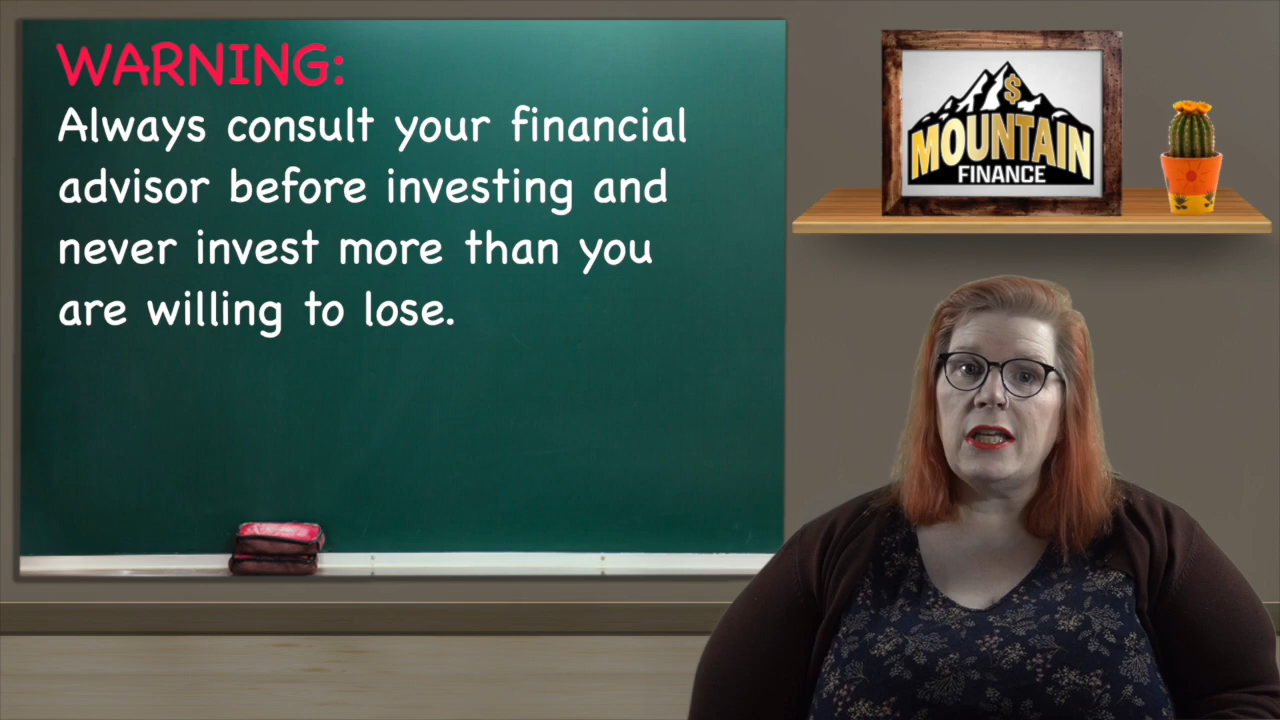 WARNING:
Always consult your financial
advisor before investing and
never invest more than you
are willing to lose.
$
MOUNTAIN
FINANCE